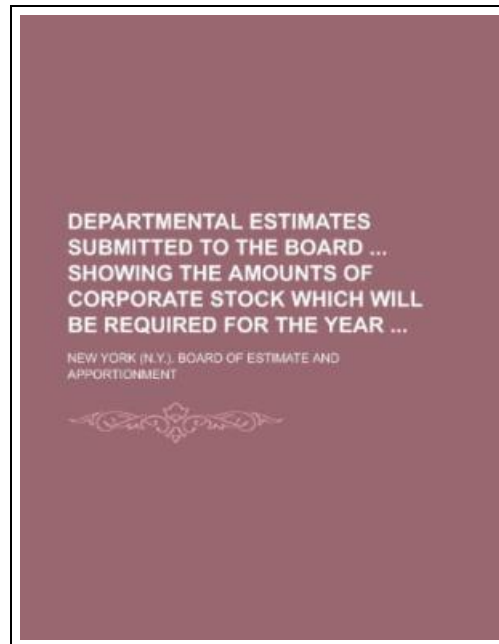 DEPARTMENTAL ESTIMATES
SUBMITTED TO THE BOARD ...
SHOWING THE AMOUNTS OF
CORPORATE STOCK WHICH WILL
BE REQUIRED FOR THE YEAR ...
NEW YORK (N.Y.). BOARD OF ESTIMATE AND
APPORTIONMENT